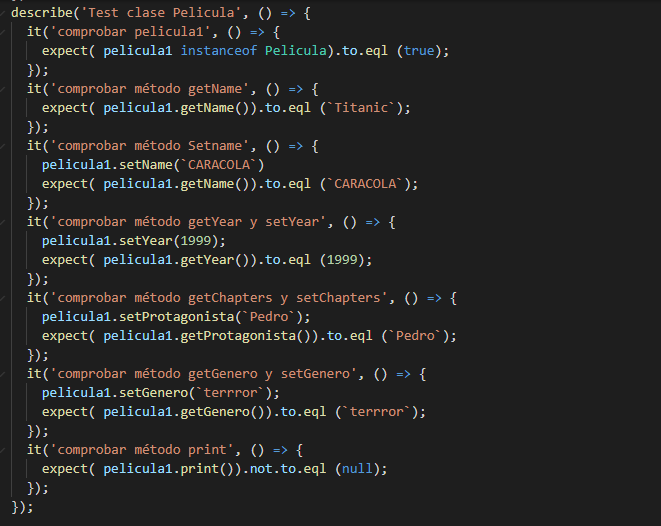 describe('Test clase Pelicula', () => {
  it('comprobar pelicula1', () => {
    expect( pelicula1 instanceof Pelicula).to.eql (true);
  });
  it('comprobar método getName', () => {
    expect( pelicula1.getName()).to.eql (`Titanic`);
  });
  it('comprobar método Setname', () => {
    pelicula1.setName(`CARACOLA`)
    expect( pelicula1.getName()).to.eql (`CARACOLA`);
  });
  it('comprobar método getYear y setYear', () => {
    pelicula1.setYear(1999);
    expect( pelicula1.getYear()).to.eql (1999);
  });
  it('comprobar método getChapters y setChapters', () => {
    pelicula1.setProtagonista(`Pedro`);
    expect( pelicula1.getProtagonista()).to.eql (`Pedro`);
  });
  it('comprobar método getGenero y setGenero', () => {
    pelicula1.setGenero(`terrror`);
    expect( pelicula1.getGenero()).to.eql (`terrror`);
  });
  it('comprobar método print', () => {
    expect( pelicula1.print()).not.to.eql (null);
  });
});